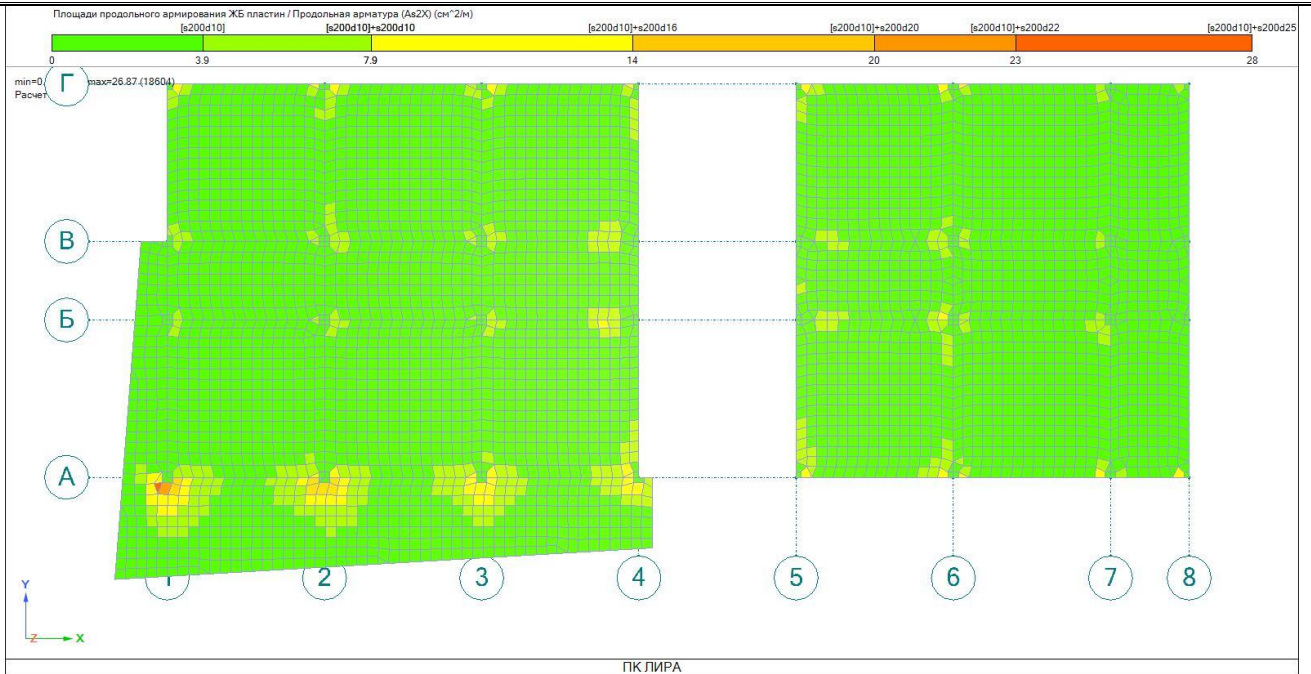 Площади продольного армирования ЖБ пластин / Продольная арматура (As2X) (см^2/м)
[s200d10] [s200d10]+s200d10 [s200d10]+s200d16 [s200d10]+s200d20 [s200d10]+s200d22 [s200d10]+s200d25
0 3.9 7.9 14 20 23 28
min=0. max=26.87 (18604)
Расчет
Г
В
Б
А
1 2 3 4 5 6 7 8
Y
Z X
ПК ЛИРА